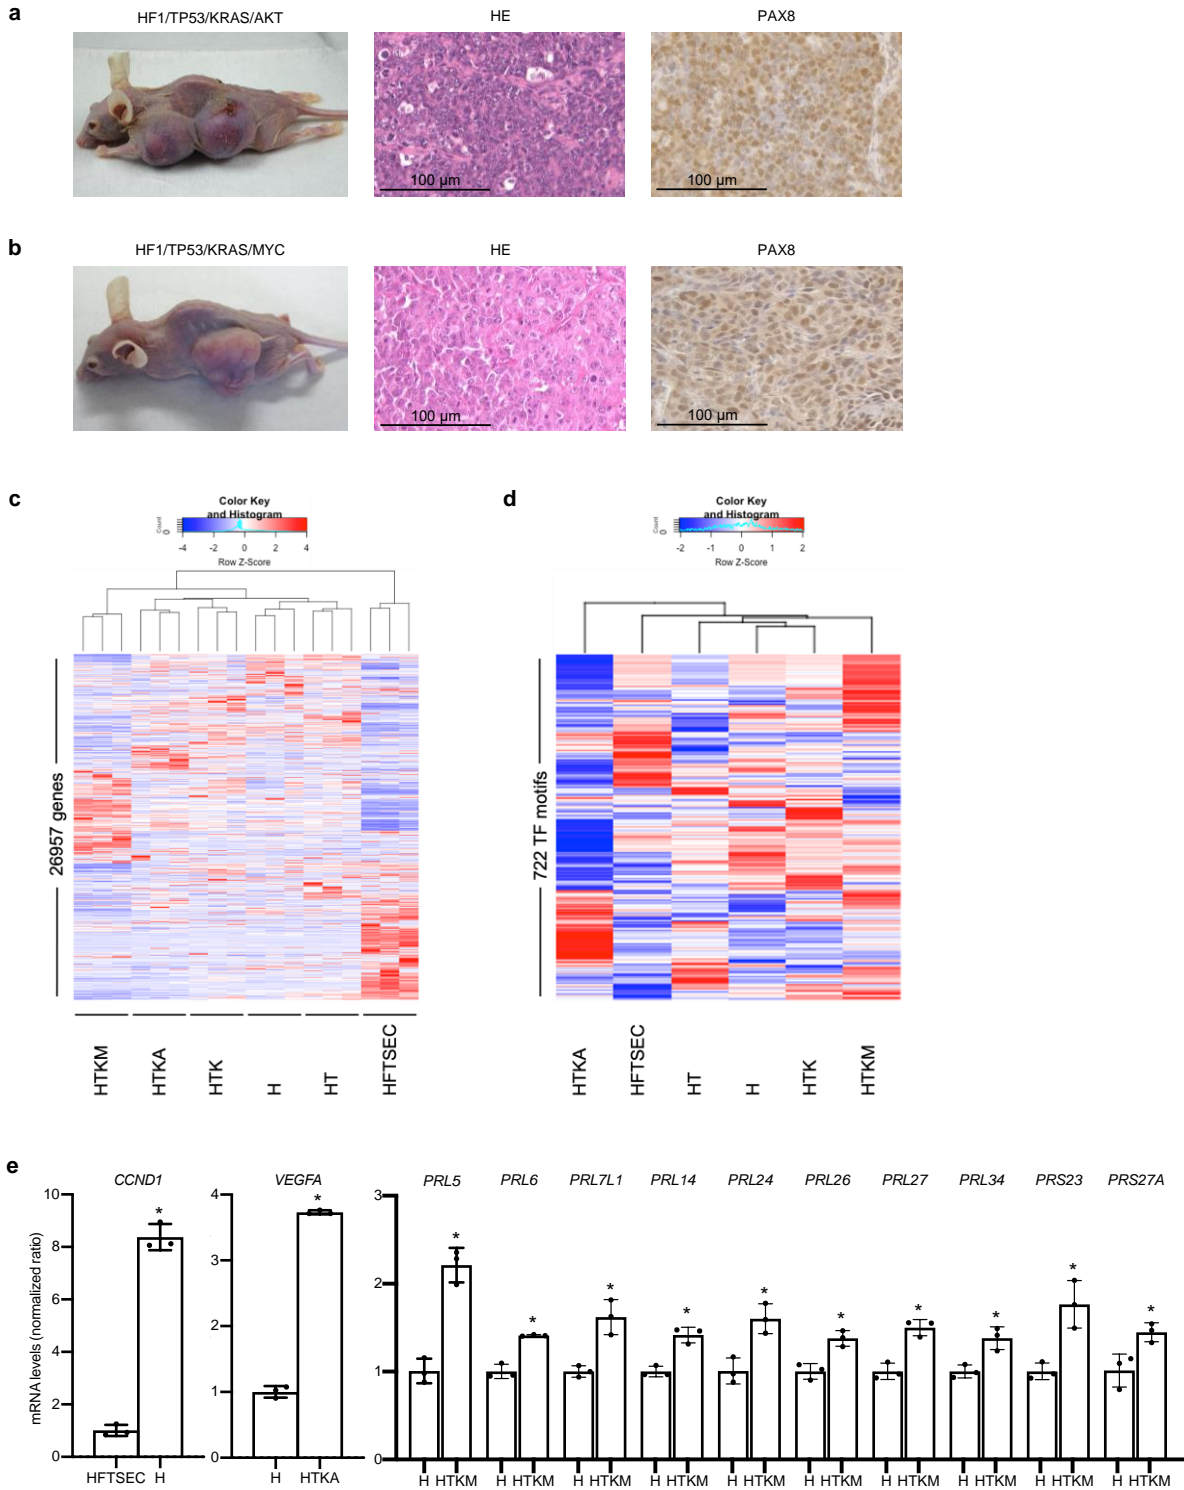 a
HF1/TP53/KRAS/AKT HE PAX8
100 µm 100 µm
b
HF1/TP53/KRAS/MYC HE PAX8
100 µm 100 µm
c
Color Key
and Histogram
Count
0
-4 -2 0 2 4
Row Z-Score
26957 genes
HTKM HTKA HTK H HT HFTSEC
d
Color Key
and Histogram
Count
0
-2 -1 0 1 2
Row Z-Score
722 TF motifs
HTKA HFTSEC HT H HTK HTKM
e
CCND1 VEGFA PRL5 PRL6 PRL7L1 PRL14 PRL24 PRL26 PRL27 PRL34 PRS23 PRS27A
mRNA levels (normalized ratio)
10
8
6
4
2
0
*
HFTSEC H
4
3
2
1
0
*
H HTKA
3
2
1
0
* * * * * * * * * *
H HTKM H HTKM H HTKM H HTKM H HTKM H HTKM H HTKM H HTKM H HTKM H HTKM